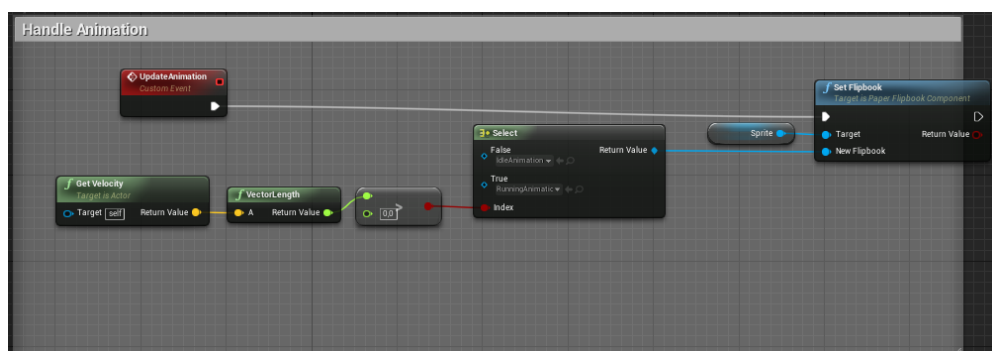 Handle Animation
UpdateAnimation
Custom Event
Set Flipbook
Target is Paper Flipbook Component
Sprite
Target
Return Value
New Flipbook
Select
False
Return Value
IdleAnimation
True
RunningAnimatic
Index
Get Velocity
Target is Actor
Target self
Return Value
VectorLength
A
Return Value
0,0
>